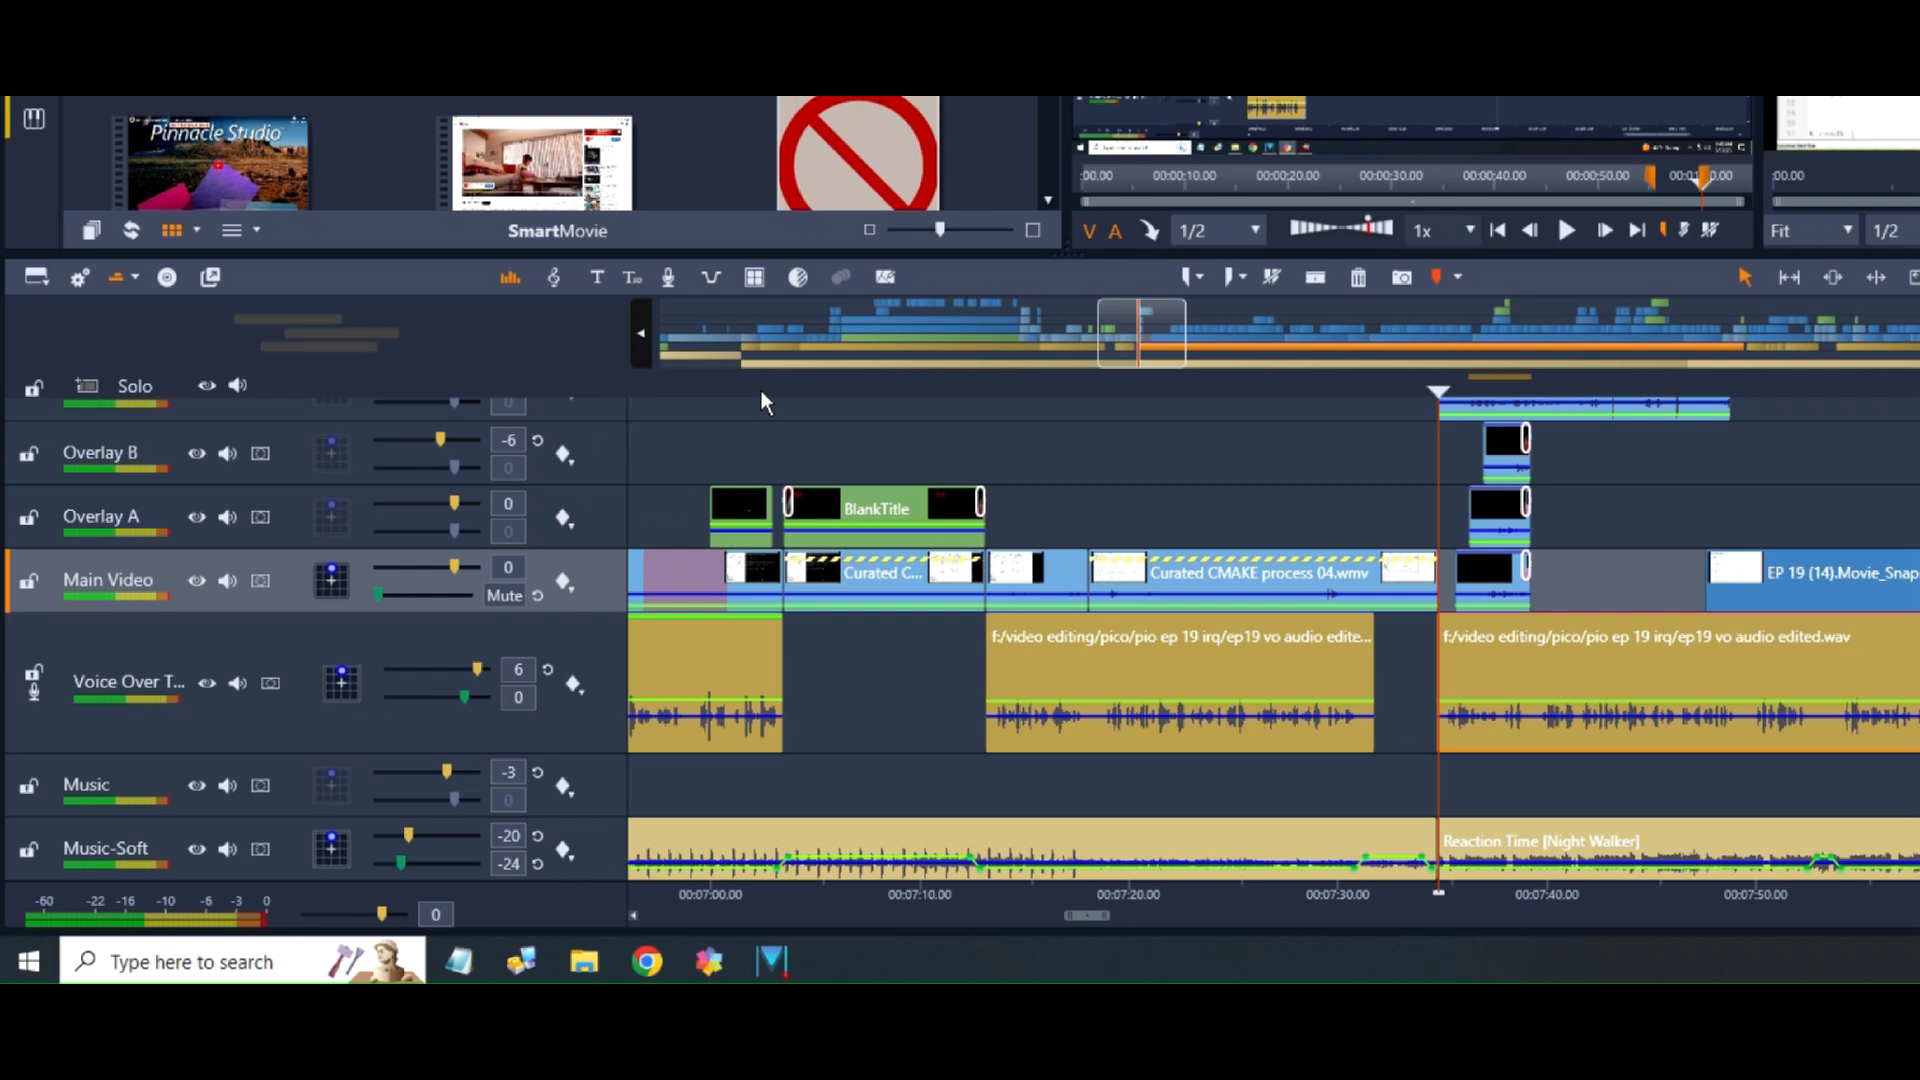 Pinnacle Studio
:00.00 00:00:10.00 00:00:20.00 00:00:30.00 00:00:40.00 00:00:50.00 :00.00
SmartMovie
V A 1/2 1x Fit 1/2
Solo
0
Overlay B -6
0
Overlay A 0
0
BlankTitle
Main Video 0
Mute
Curated C...
Curated CMAKE process 04.wmv
EP 19 (14).Movie_Snap
Voice Over T... 6
0
f:/video editing/pico/pio ep 19 irq/ep19 vo audio edite...
f:/video editing/pico/pio ep 19 irq/ep19 vo audio edited.wav
Music -3
0
Music-Soft -20
-24
Reaction Time [Night Walker]
00:07:00.00 00:07:10.00 00:07:20.00 00:07:30.00 00:07:40.00 00:07:50.00
-60 -22 -16 -10 -6 -3 0
0
Type here to search